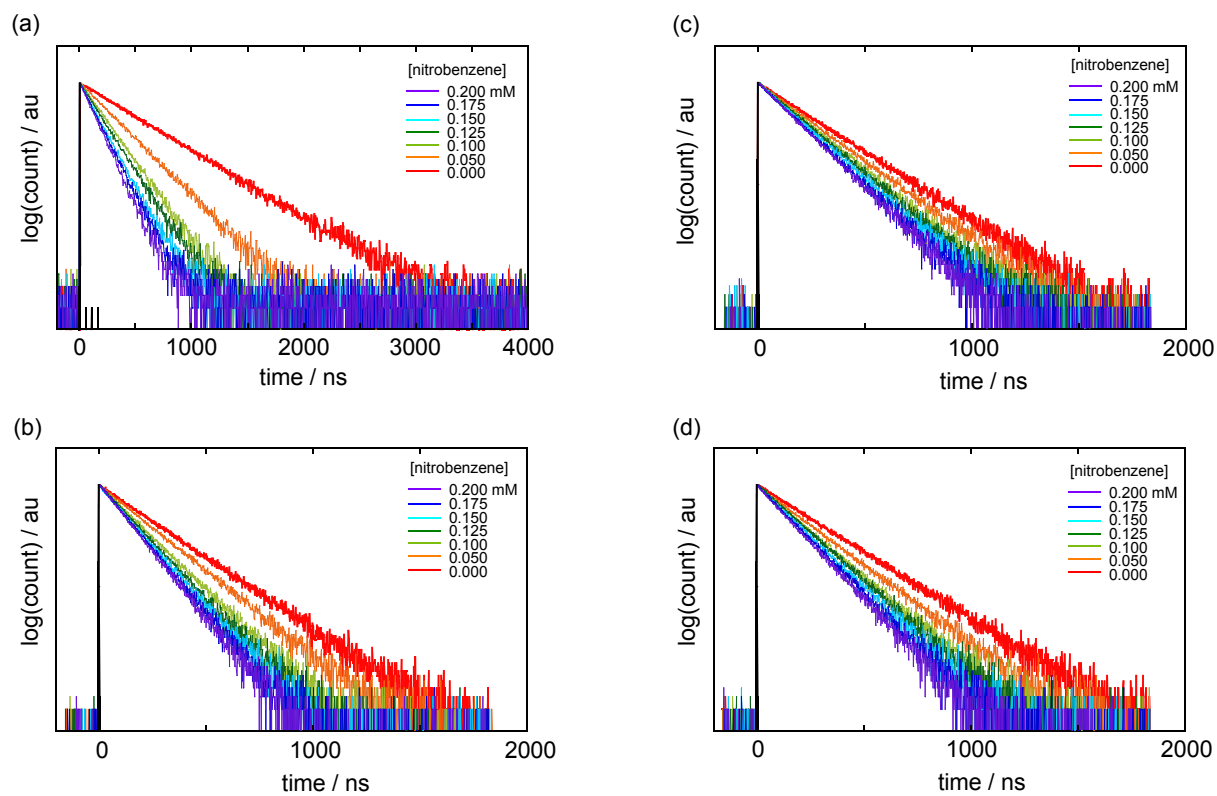 (a)
log(count) / au
[nitrobenzene]
0.200 mM
0.175
0.150
0.125
0.100
0.050
0.000
0
1000
2000
3000
4000
time / ns
(c)
log(count) / au
[nitrobenzene]
0.200 mM
0.175
0.150
0.125
0.100
0.050
0.000
0
1000
2000
time / ns
(b)
log(count) / au
[nitrobenzene]
0.200 mM
0.175
0.150
0.125
0.100
0.050
0.000
0
1000
2000
time / ns
(d)
log(count) / au
[nitrobenzene]
0.200 mM
0.175
0.150
0.125
0.100
0.050
0.000
0
1000
2000
time / ns